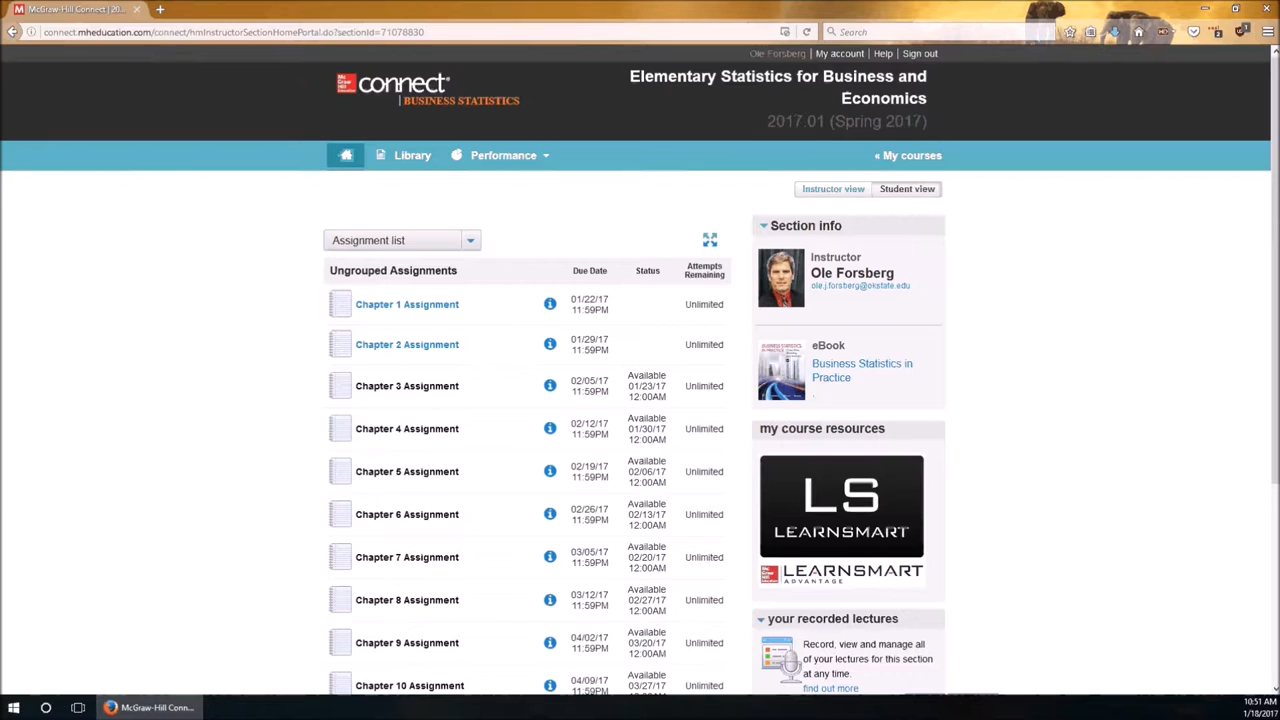 McGraw-Hill Connect | 20...
connect.mheducation.com/connect/hmInstructorSectionHomePortal.do?sectionId=71078830
Search
2
Ole Forsberg
My account
Help
Sign out
Mc
Graw
Hill
Education
connect
BUSINESS STATISTICS
Elementary Statistics for Business and
Economics
2017.01 (Spring 2017)
Library
Performance
« My courses
Instructor view
Student view
Assignment list
Ungrouped Assignments
Due Date
Status
Attempts
Remaining
Chapter 1 Assignment
01/22/17
11:59PM
Unlimited
Chapter 2 Assignment
01/29/17
11:59PM
Unlimited
Chapter 3 Assignment
02/05/17
11:59PM
Available
01/23/17
12:00AM
Unlimited
Chapter 4 Assignment
02/12/17
11:59PM
Available
01/30/17
12:00AM
Unlimited
Chapter 5 Assignment
02/19/17
11:59PM
Available
02/06/17
12:00AM
Unlimited
Chapter 6 Assignment
02/26/17
11:59PM
Available
02/13/17
12:00AM
Unlimited
Chapter 7 Assignment
03/05/17
11:59PM
Available
02/20/17
12:00AM
Unlimited
Chapter 8 Assignment
03/12/17
11:59PM
Available
02/27/17
12:00AM
Unlimited
Chapter 9 Assignment
04/02/17
11:59PM
Available
03/20/17
12:00AM
Unlimited
Chapter 10 Assignment
04/09/17
11:59PM
Available
03/27/17
12:00AM
Unlimited
Section info
Instructor
Ole Forsberg
ole.j.forsberg@okstate.edu
eBook
Business Statistics in
Practice
my course resources
LS
LEARNSMART
LEARNSMART
ADVANTAGE
your recorded lectures
Record, view and manage all
of your lectures for this section
at any time.
find out more
McGraw-Hill Conn...
10:51 AM
1/18/2017